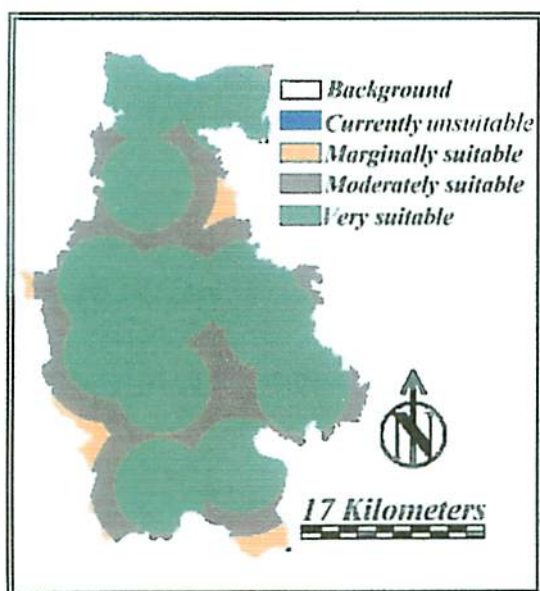 Background
Currently unsuitable
Marginally suitable
Moderately suitable
Very suitable
N
17 Kilometers